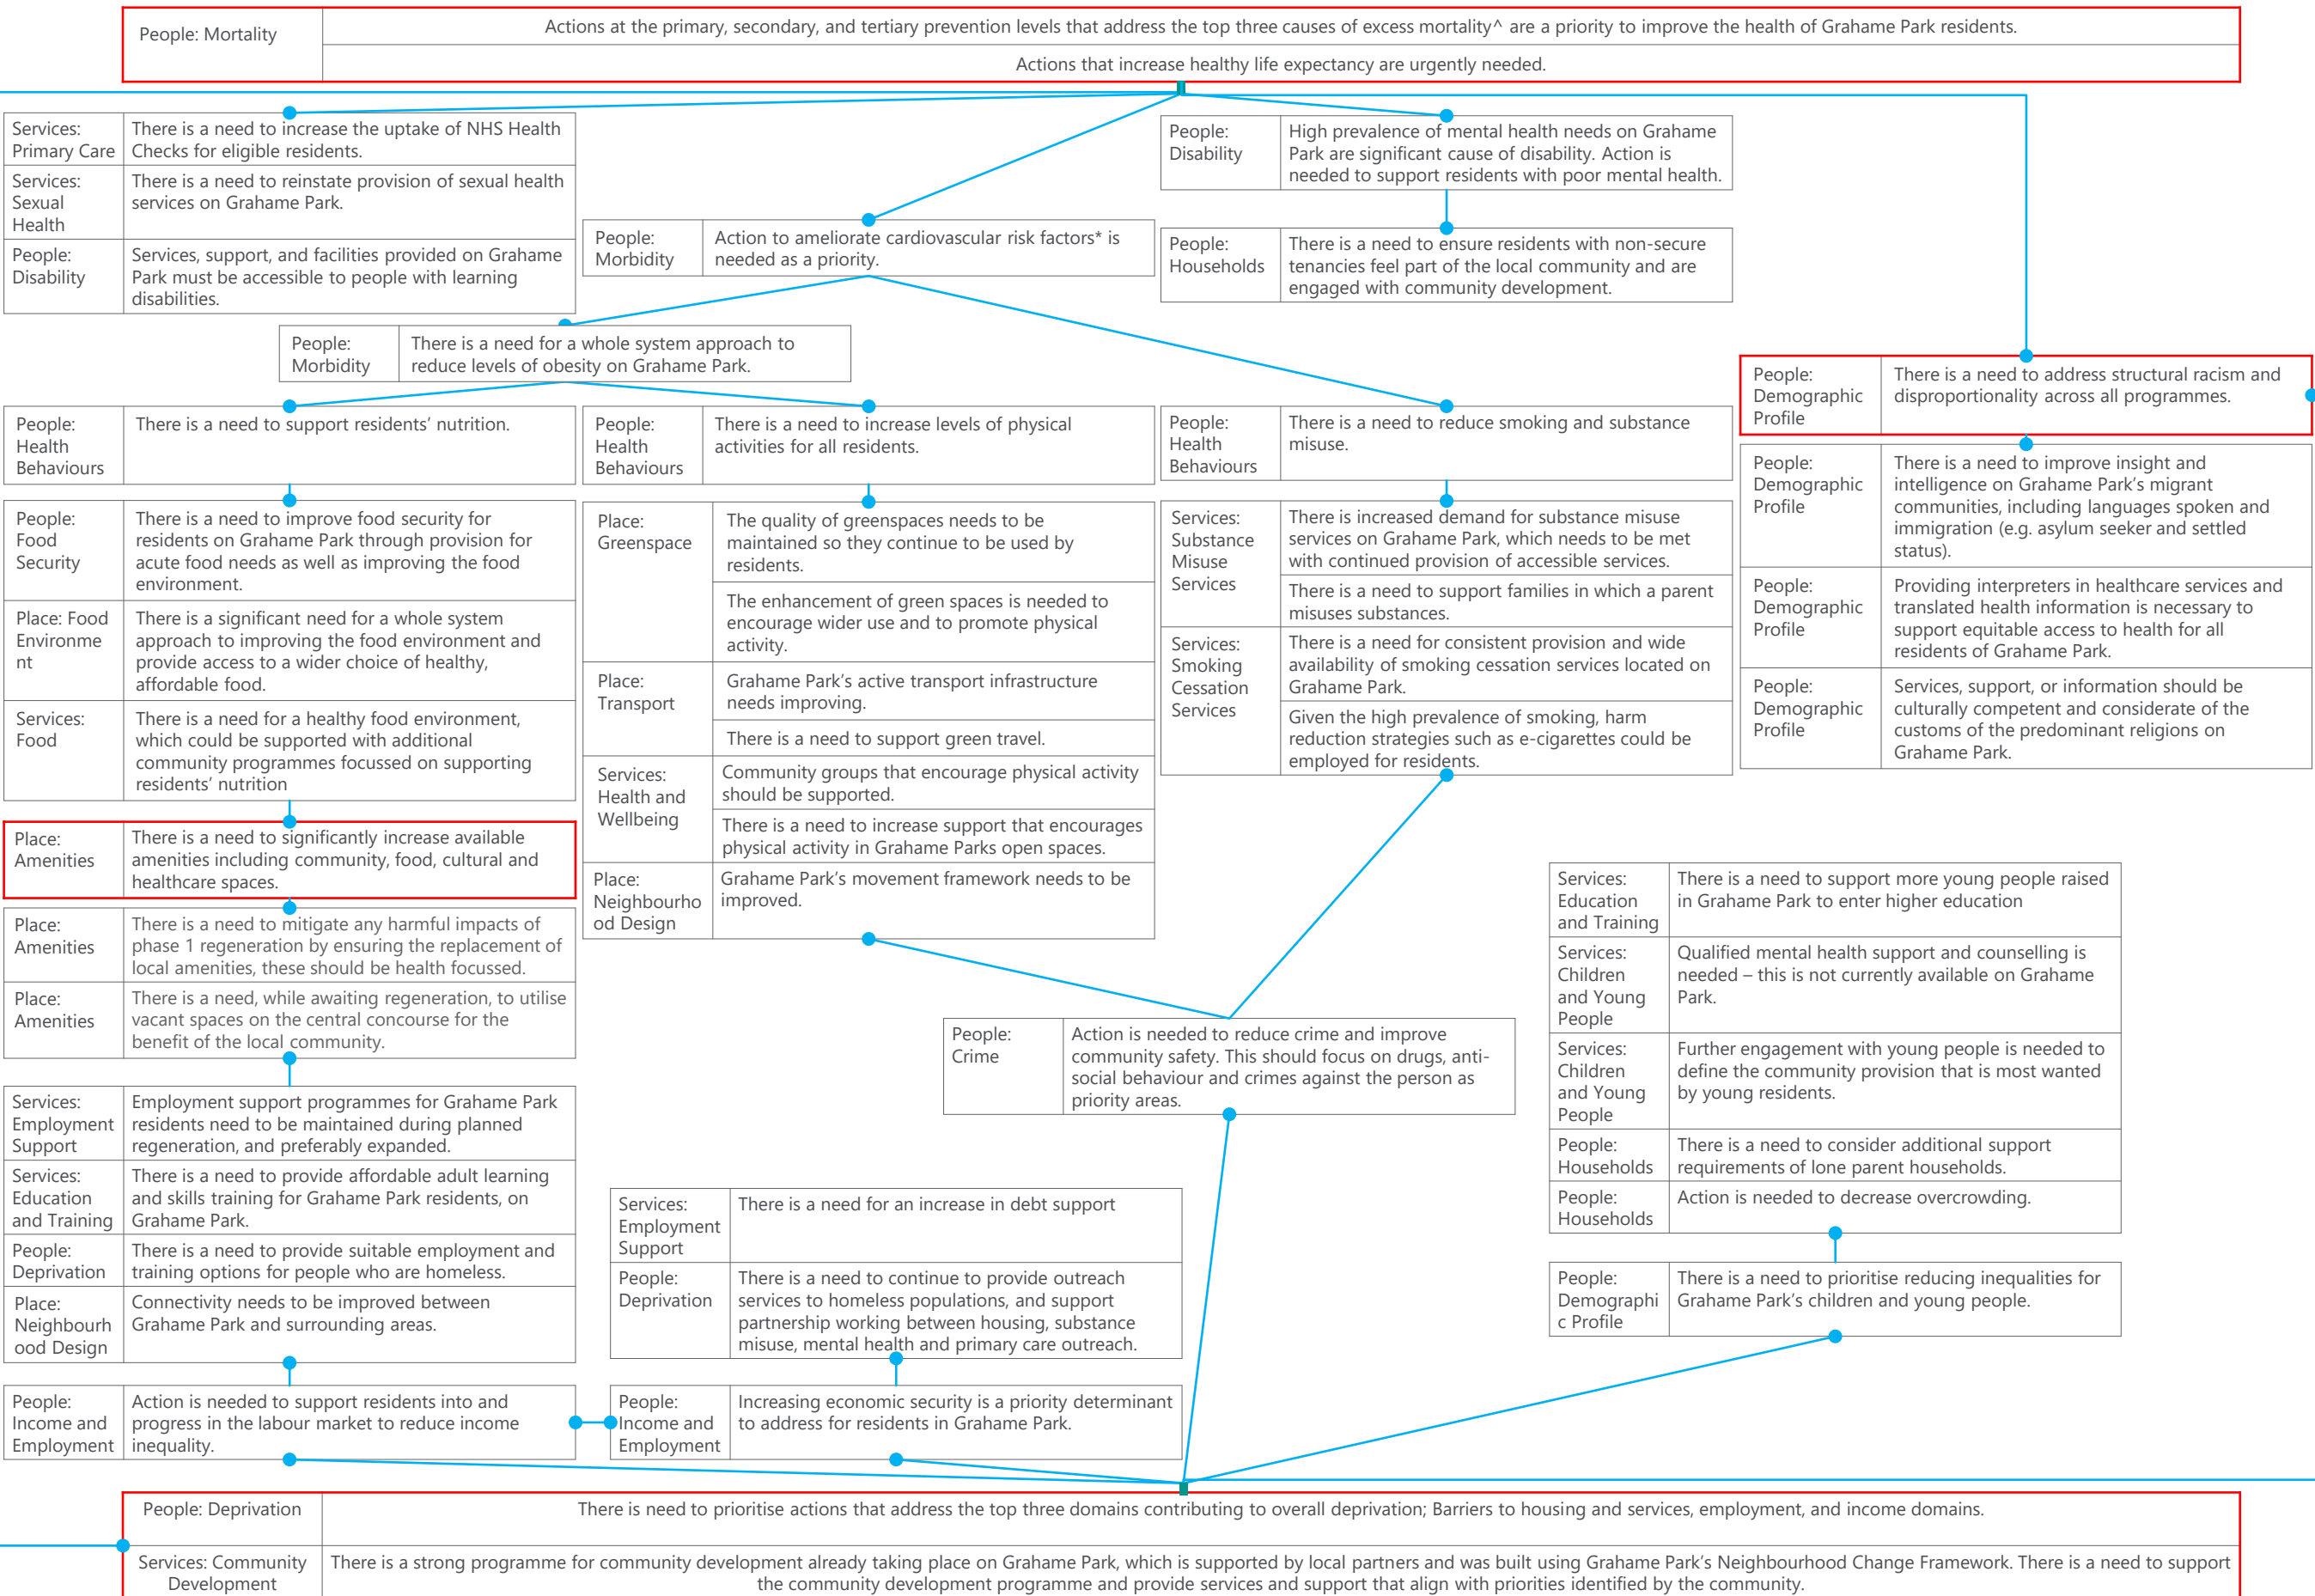 People: Mortality
Actions at the primary, secondary, and tertiary prevention levels that address the top three causes of excess mortality^ are a priority to improve the health of Grahame Park residents.
Actions that increase healthy life expectancy are urgently needed.
Services:
Primary Care
There is a need to increase the uptake of NHS Health
Checks for eligible residents.
Services:
Sexual
Health
There is a need to reinstate provision of sexual health
services on Grahame Park.
People:
Disability
Services, support, and facilities provided on Grahame
Park must be accessible to people with learning
disabilities.
People:
Morbidity
Action to ameliorate cardiovascular risk factors* is
needed as a priority.
People:
Disability
High prevalence of mental health needs on Grahame
Park are significant cause of disability. Action is
needed to support residents with poor mental health.
People:
Households
There is a need to ensure residents with non-secure
tenancies feel part of the local community and are
engaged with community development.
People:
Morbidity
There is a need for a whole system approach to
reduce levels of obesity on Grahame Park.
People:
Demographic
Profile
There is a need to address structural racism and
disproportionality across all programmes.
People:
Health
Behaviours
There is a need to support residents’ nutrition.
People:
Health
Behaviours
There is a need to increase levels of physical
activities for all residents.
People:
Health
Behaviours
There is a need to reduce smoking and substance
misuse.
People:
Demographic
Profile
There is a need to improve insight and
intelligence on Grahame Park’s migrant
communities, including languages spoken and
immigration (e.g. asylum seeker and settled
status).
People:
Demographic
Profile
Providing interpreters in healthcare services and
translated health information is necessary to
support equitable access to health for all
residents of Grahame Park.
People:
Demographic
Profile
Services, support, or information should be
culturally competent and considerate of the
customs of the predominant religions on
Grahame Park.
People:
Food
Security
There is a need to improve food security for
residents on Grahame Park through provision for
acute food needs as well as improving the food
environment.
Place: Food
Environme
nt
There is a significant need for a whole system
approach to improving the food environment and
provide access to a wider choice of healthy,
affordable food.
Services:
Food
There is a need for a healthy food environment,
which could be supported with additional
community programmes focussed on supporting
residents’ nutrition
Place:
Greenspace
The quality of greenspaces needs to be
maintained so they continue to be used by
residents.
The enhancement of green spaces is needed to
encourage wider use and to promote physical
activity.
Place:
Transport
Grahame Park’s active transport infrastructure
needs improving.
There is a need to support green travel.
Services:
Health and
Wellbeing
Community groups that encourage physical activity
should be supported.
There is a need to increase support that encourages
physical activity in Grahame Parks open spaces.
Place:
Neighbourho
od Design
Grahame Park’s movement framework needs to be
improved.
Services:
Substance
Misuse
Services
There is increased demand for substance misuse
services on Grahame Park, which needs to be met
with continued provision of accessible services.
There is a need to support families in which a parent
misuses substances.
Services:
Smoking
Cessation
Services
There is a need for consistent provision and wide
availability of smoking cessation services located on
Grahame Park.
Given the high prevalence of smoking, harm
reduction strategies such as e-cigarettes could be
employed for residents.
Place:
Amenities
There is a need to significantly increase available
amenities including community, food, cultural and
healthcare spaces.
Place:
Amenities
There is a need to mitigate any harmful impacts of
phase 1 regeneration by ensuring the replacement of
local amenities, these should be health focussed.
Place:
Amenities
There is a need, while awaiting regeneration, to utilise
vacant spaces on the central concourse for the
benefit of the local community.
People:
Crime
Action is needed to reduce crime and improve
community safety. This should focus on drugs, anti-
social behaviour and crimes against the person as
priority areas.
Services:
Education
and Training
There is a need to support more young people raised
in Grahame Park to enter higher education
Services:
Children
and Young
People
Qualified mental health support and counselling is
needed – this is not currently available on Grahame
Park.
Services:
Children
and Young
People
Further engagement with young people is needed to
define the community provision that is most wanted
by young residents.
People:
Households
There is a need to consider additional support
requirements of lone parent households.
People:
Households
Action is needed to decrease overcrowding.
People:
Demographi
c Profile
There is a need to prioritise reducing inequalities for
Grahame Park’s children and young people.
Services:
Employment
Support
Employment support programmes for Grahame Park
residents need to be maintained during planned
regeneration, and preferably expanded.
Services:
Education
and Training
There is a need to provide affordable adult learning
and skills training for Grahame Park residents, on
Grahame Park.
People:
Deprivation
There is a need to provide suitable employment and
training options for people who are homeless.
Place:
Neighbourh
ood Design
Connectivity needs to be improved between
Grahame Park and surrounding areas.
Services:
Employment
Support
There is a need for an increase in debt support
People:
Deprivation
There is a need to continue to provide outreach
services to homeless populations, and support
partnership working between housing, substance
misuse, mental health and primary care outreach.
People:
Income and
Employment
Action is needed to support residents into and
progress in the labour market to reduce income
inequality.
People:
Income and
Employment
Increasing economic security is a priority determinant
to address for residents in Grahame Park.
People: Deprivation
There is need to prioritise actions that address the top three domains contributing to overall deprivation; Barriers to housing and services, employment, and income domains.
Services: Community
Development
There is a strong programme for community development already taking place on Grahame Park, which is supported by local partners and was built using Grahame Park’s Neighbourhood Change Framework. There is a need to support
the community development programme and provide services and support that align with priorities identified by the community.